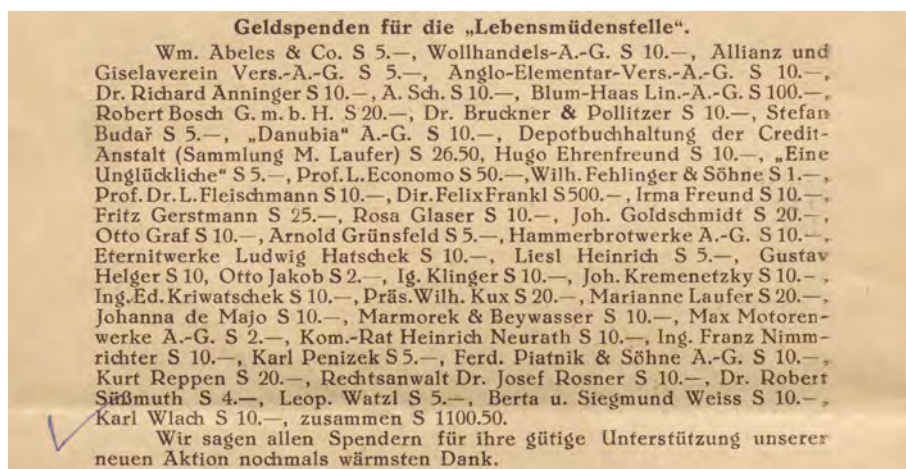 Geldspenden für die „Lebensmüdenstelle“.
Wm. Abeles & Co. S 5.—, Wollhandels-A.-G. S 10.—, Allianz und
Giselaverein Vers.-A.-G. S 5.—, Anglo-Elementar-Vers.-A.-G. S 10.—,
Dr. Richard Anninger S 10.—, A. Sch. S 10.—, Blum-Haas Lin.-A.-G. S 100.—,
Robert Bosch G. m. b. H. S 20.—, Dr. Bruckner & Pollitzer S 10.—, Stefan
Budař S 5.—, „Danubia“ A.-G. S 10.—, Depotbuchhaltung der Credit-
Anstalt (Sammlung M. Laufer) S 26.50, Hugo Ehrenfreund S 10.—, „Eine
Unglückliche“ S 5.—, Prof. L. Economo S 50.—, Wilh. Fehlinger & Söhne S 1.—,
Prof. Dr. L. Fleischmann S 10.—, Dir. Felix Frankl S 500.—, Irma Freund S 10.—,
Fritz Gerstmann S 25.—, Rosa Glaser S 10.—, Joh. Goldschmidt S 20.—,
Otto Graf S 10.—, Arnold Grünsfeld S 5.—, Hammerbrotwerke A.-G. S 10.—,
Eternitwerke Ludwig Hatschek S 10.—, Liesl Heinrich S 5.—, Gustav
Helger S 10, Otto Jakob S 2.—, Ig. Klinger S 10.—, Joh. Kremenetzky S 10.—,
Ing. Ed. Kriwatschek S 10.—, Präs. Wilh. Kux S 20.—, Marianne Laufer S 20.—,
Johanna de Majo S 10.—, Marmorek & Beywasser S 10.—, Max Motoren-
werke A.-G. S 2.—, Kom.-Rat Heinrich Neurath S 10.—, Ing. Franz Nimm-
richter S 10.—, Karl Penizek S 5.—, Ferd. Piatnik & Söhne A.-G. S 10.—,
Kurt Reppen S 20.—, Rechtsanwalt Dr. Josef Rosner S 10.—, Dr. Robert
Süßmuth S 4.—, Leop. Watzl S 5.—, Berta u. Siegmund Weiss S 10.—,
Karl Wlach S 10.—, zusammen S 1100.50.
Wir sagen allen Spendern für ihre gütige Unterstützung unserer
neuen Aktion nochmals wärmsten Dank.